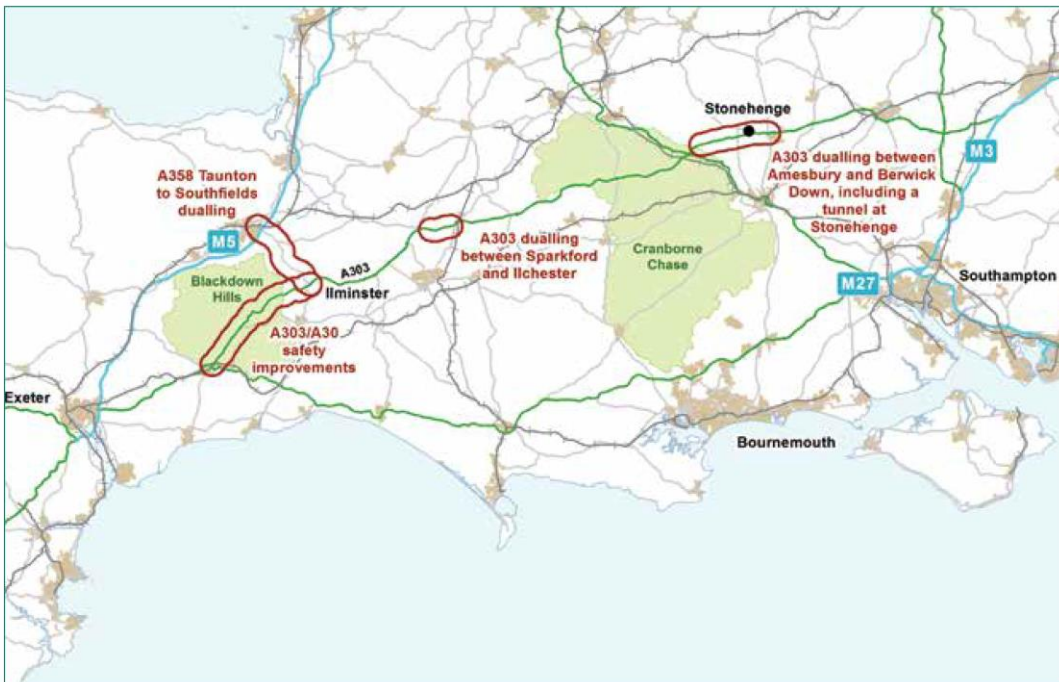 Stonehenge
M3
A303 dualling between
Amesbury and Berwick
Down, including a
tunnel at
Stonehenge
A358 Taunton
to Southfields
dualling
M5
A303 dualling
between Sparkford
and Ilchester
Cranborne
Chase
A303
Blackdown
Hills
Ilminster
M27
Southampton
A303/A30
safety
improvements
Exeter
Bournemouth